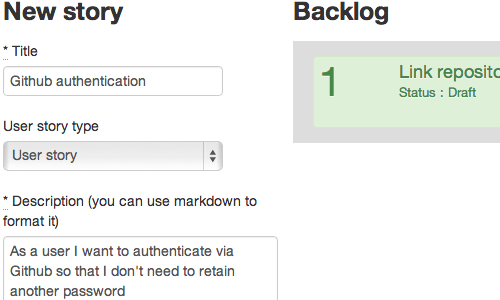 New story
* Title
Github authentication
User story type
User story
* Description (you can use markdown to
format it)
As a user I want to authenticate via
Github so that I don't need to retain
another password
Backlog
1
Link reposito
Status : Draft